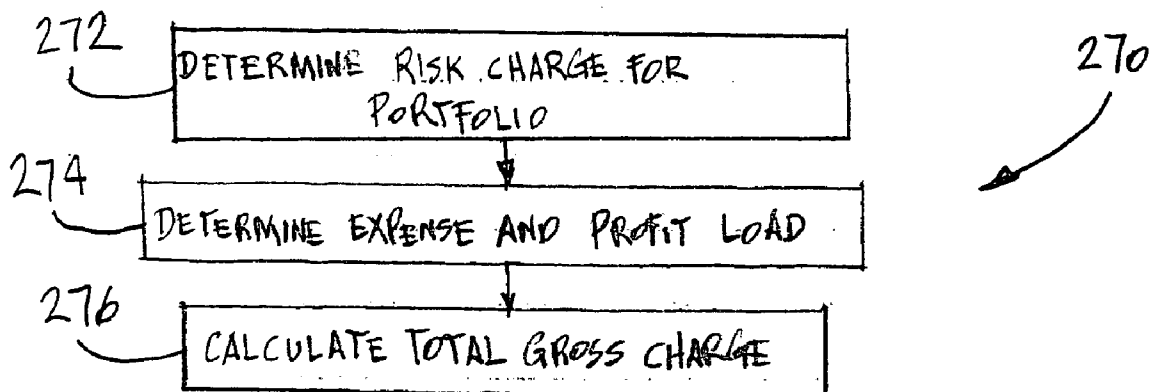 272
DETERMINE RISK CHARGE FOR
PORTFOLIO
270
274
DETERMINE EXPENSE AND PROFIT LOAD
276
CALCULATE TOTAL GROSS CHARGE